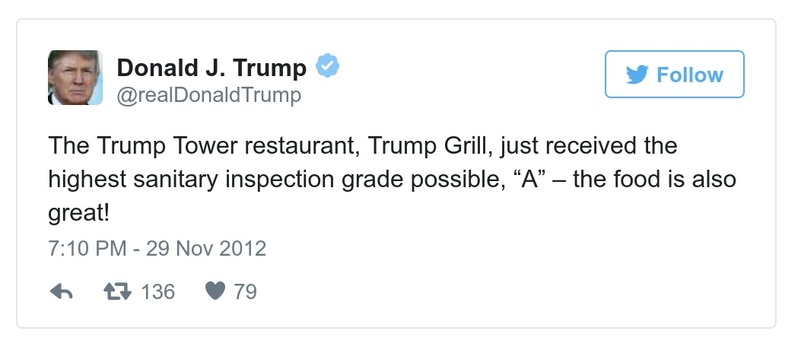 Donald J. Trump
@realDonaldTrump
Follow
The Trump Tower restaurant, Trump Grill, just received the
highest sanitary inspection grade possible, “A” – the food is also
great!
7:10 PM - 29 Nov 2012
136 79